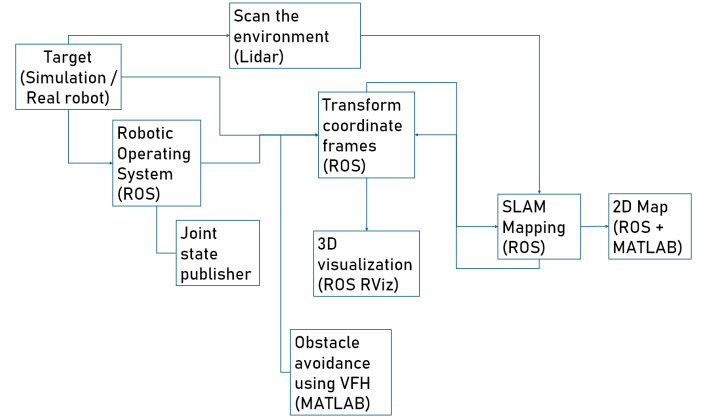 Scan the
environment
(Lidar)
Target
(Simulation /
Real robot)
Transform
coordinate
frames
(ROS)
Robotic
Operating
System
(ROS)
SLAM
Mapping
(ROS)
2D Map
(ROS +
MATLAB)
Joint
state
publisher
3D
visualization
(ROS RViz)
Obstacle
avoidance
using VFH
(MATLAB)